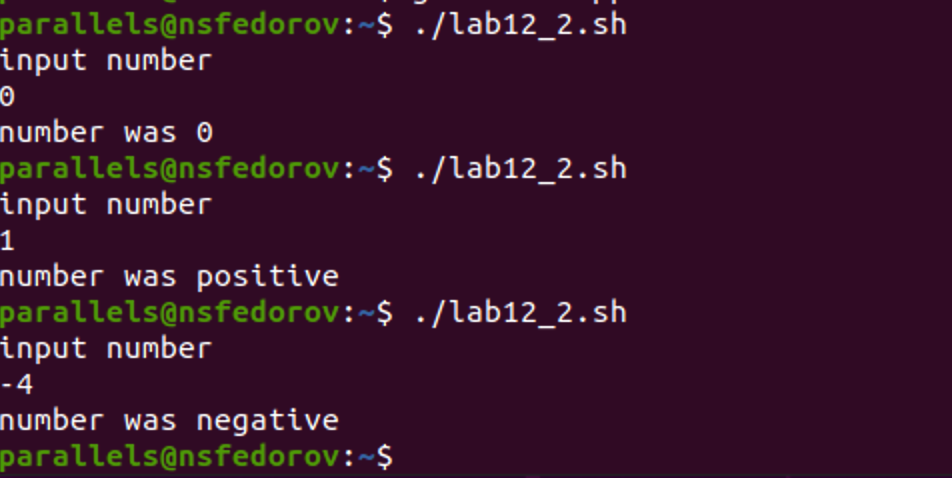 parallels@nsfedorov:~$ ./lab12_2.sh
input number
0
number was 0
parallels@nsfedorov:~$ ./lab12_2.sh
input number
1
number was positive
parallels@nsfedorov:~$ ./lab12_2.sh
input number
-4
number was negative
parallels@nsfedorov:~$